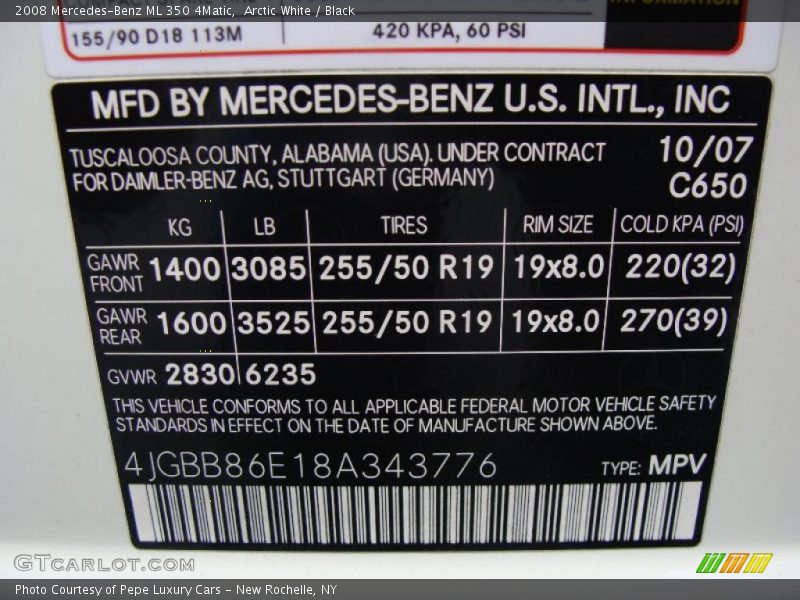 2008 Mercedes-Benz ML 350 4Matic,  Arctic White / Black
155/90 D18 113M 420 KPA, 60 PSI
MFD BY MERCEDES-BENZ U.S. INTL., INC
TUSCALOOSA COUNTY, ALABAMA (USA). UNDER CONTRACT 10/07
FOR DAIMLER-BENZ AG, STUTTGART (GERMANY) C650
KG LB TIRES RIM SIZE COLD KPA (PSI)
GAWR FRONT 1400 3085 255/50 R19 19x8.0 220(32)
GAWR REAR 1600 3525 255/50 R19 19x8.0 270(39)
GVWR 2830 6235
THIS VEHICLE CONFORMS TO ALL APPLICABLE FEDERAL MOTOR VEHICLE SAFETY
STANDARDS IN EFFECT ON THE DATE OF MANUFACTURE SHOWN ABOVE.
4JGBB86E18A343776 TYPE: MPV
GTcarlot.com
Photo Courtesy of Pepe Luxury Cars - New Rochelle, NY